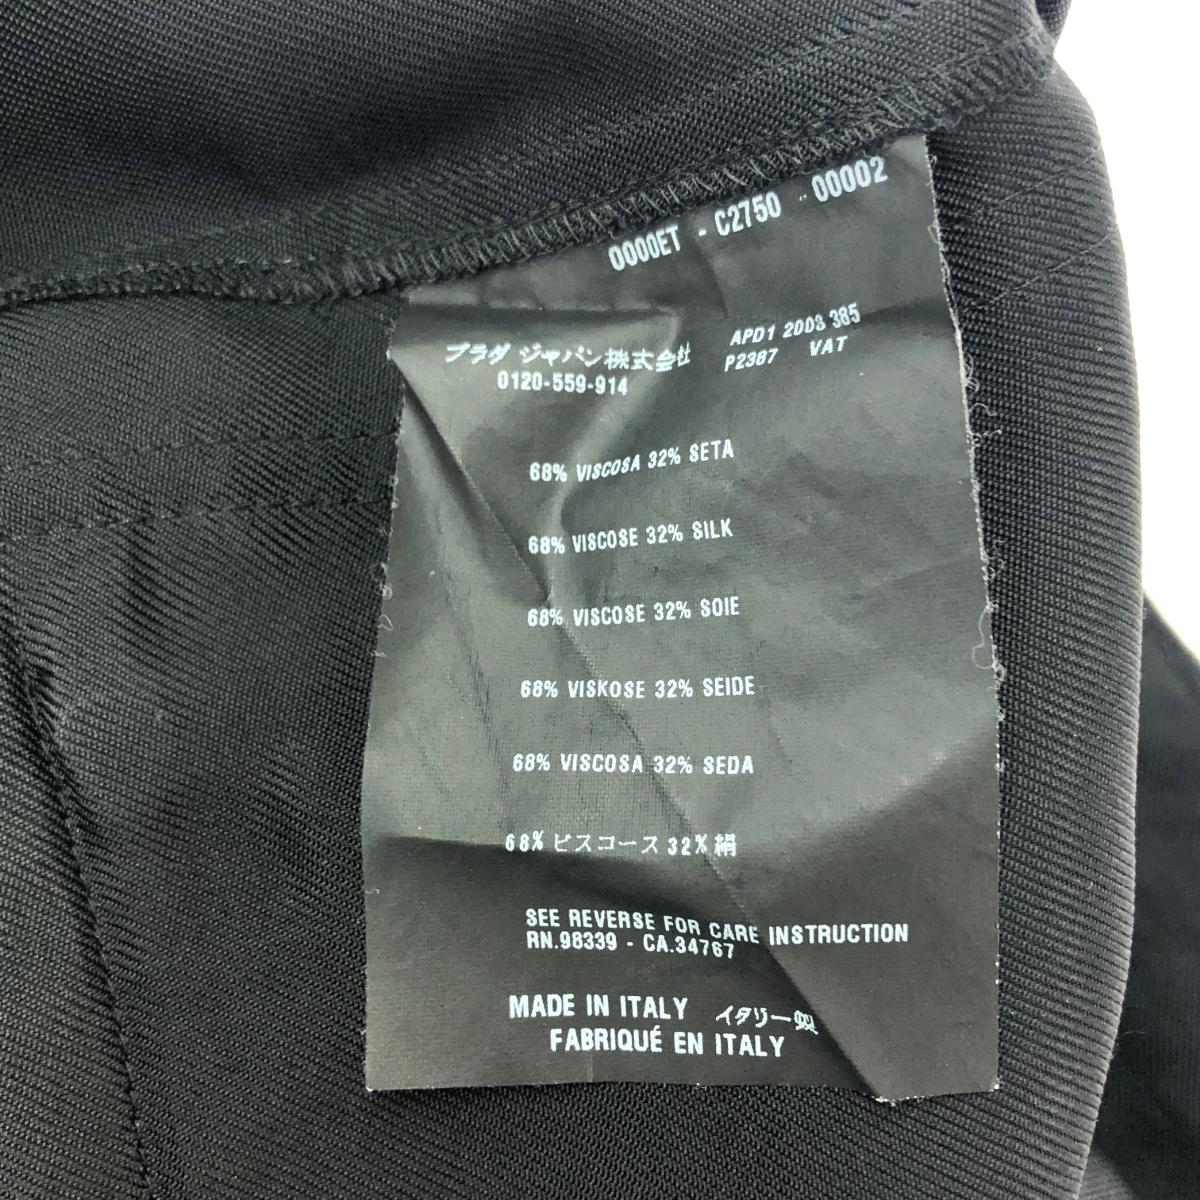 0000ET - C2750 - 00002
プラダ ジャパン株式会社
0120-559-914
APD1 2003 385
P2387 VAT
68% VISCOSA 32% SETA
68% VISCOSE 32% SILK
68% VISCOSE 32% SOIE
68% VISKOSE 32% SEIDE
68% VISCOSA 32% SEDA
68% ビスコース 32% 絹
SEE REVERSE FOR CARE INSTRUCTION
RN.98339 - CA.34767
MADE IN ITALY イタリー製
FABRIQUÉ EN ITALY